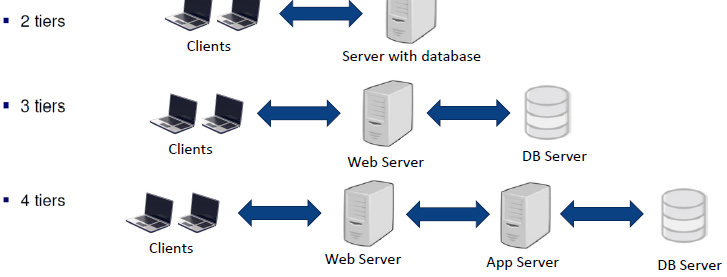 ▪ 2 tiers
Clients
Server with database
▪ 3 tiers
Clients
Web Server
DB Server
▪ 4 tiers
Clients
Web Server
App Server
DB Server